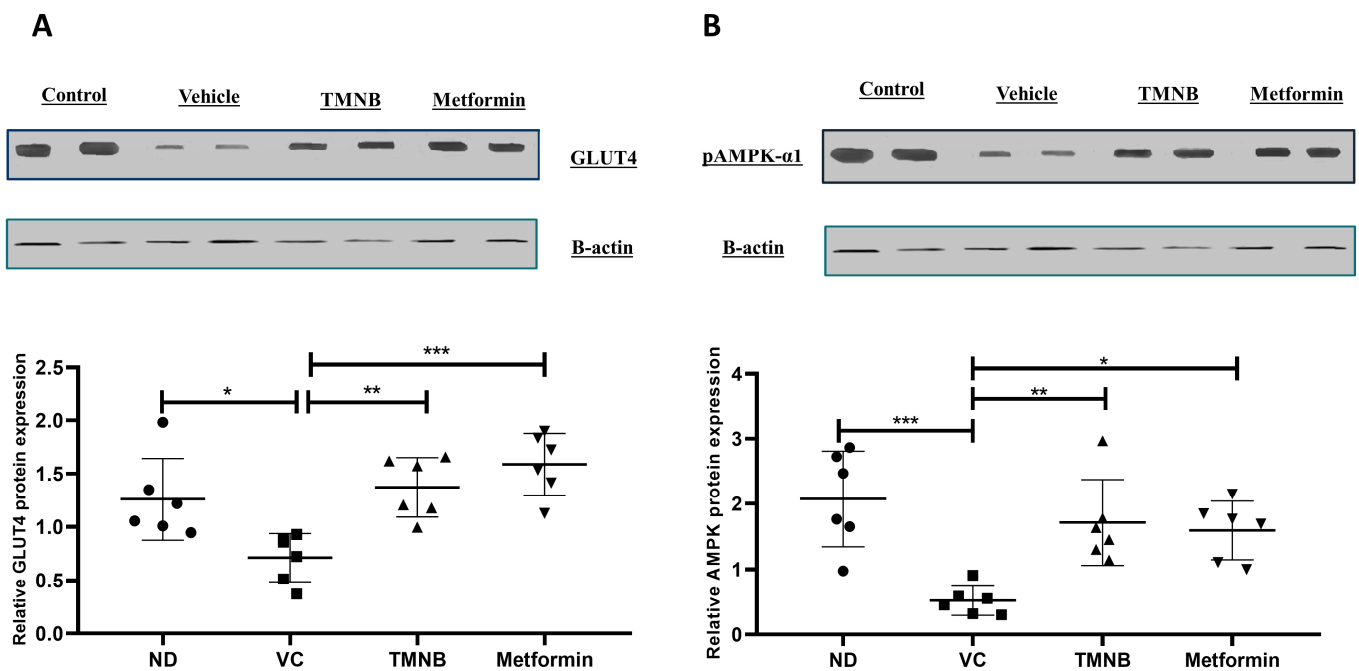 A
B
Control Vehicle TMNB Metformin
Control Vehicle TMNB Metformin
GLUT4
pAMPK-α1
B-actin
B-actin
Relative GLUT4 protein expression
2.5
2.0
1.5
1.0
0.5
0.0
***
*
**
ND VC TMNB Metformin
Relative AMPK protein expression
4
3
2
1
0
*
**
***
ND VC TMNB Metformin